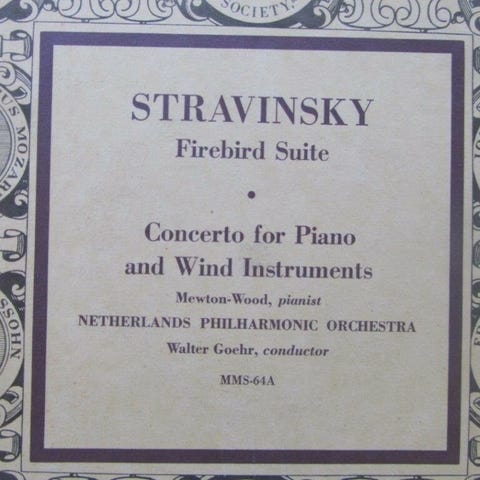 SOCIETY
STRAVINSKY
Firebird Suite
•
Concerto for Piano
and Wind Instruments
Mewton-Wood, pianist
NETHERLANDS PHILHARMONIC ORCHESTRA
Walter Goehr, conductor
MMS-64A